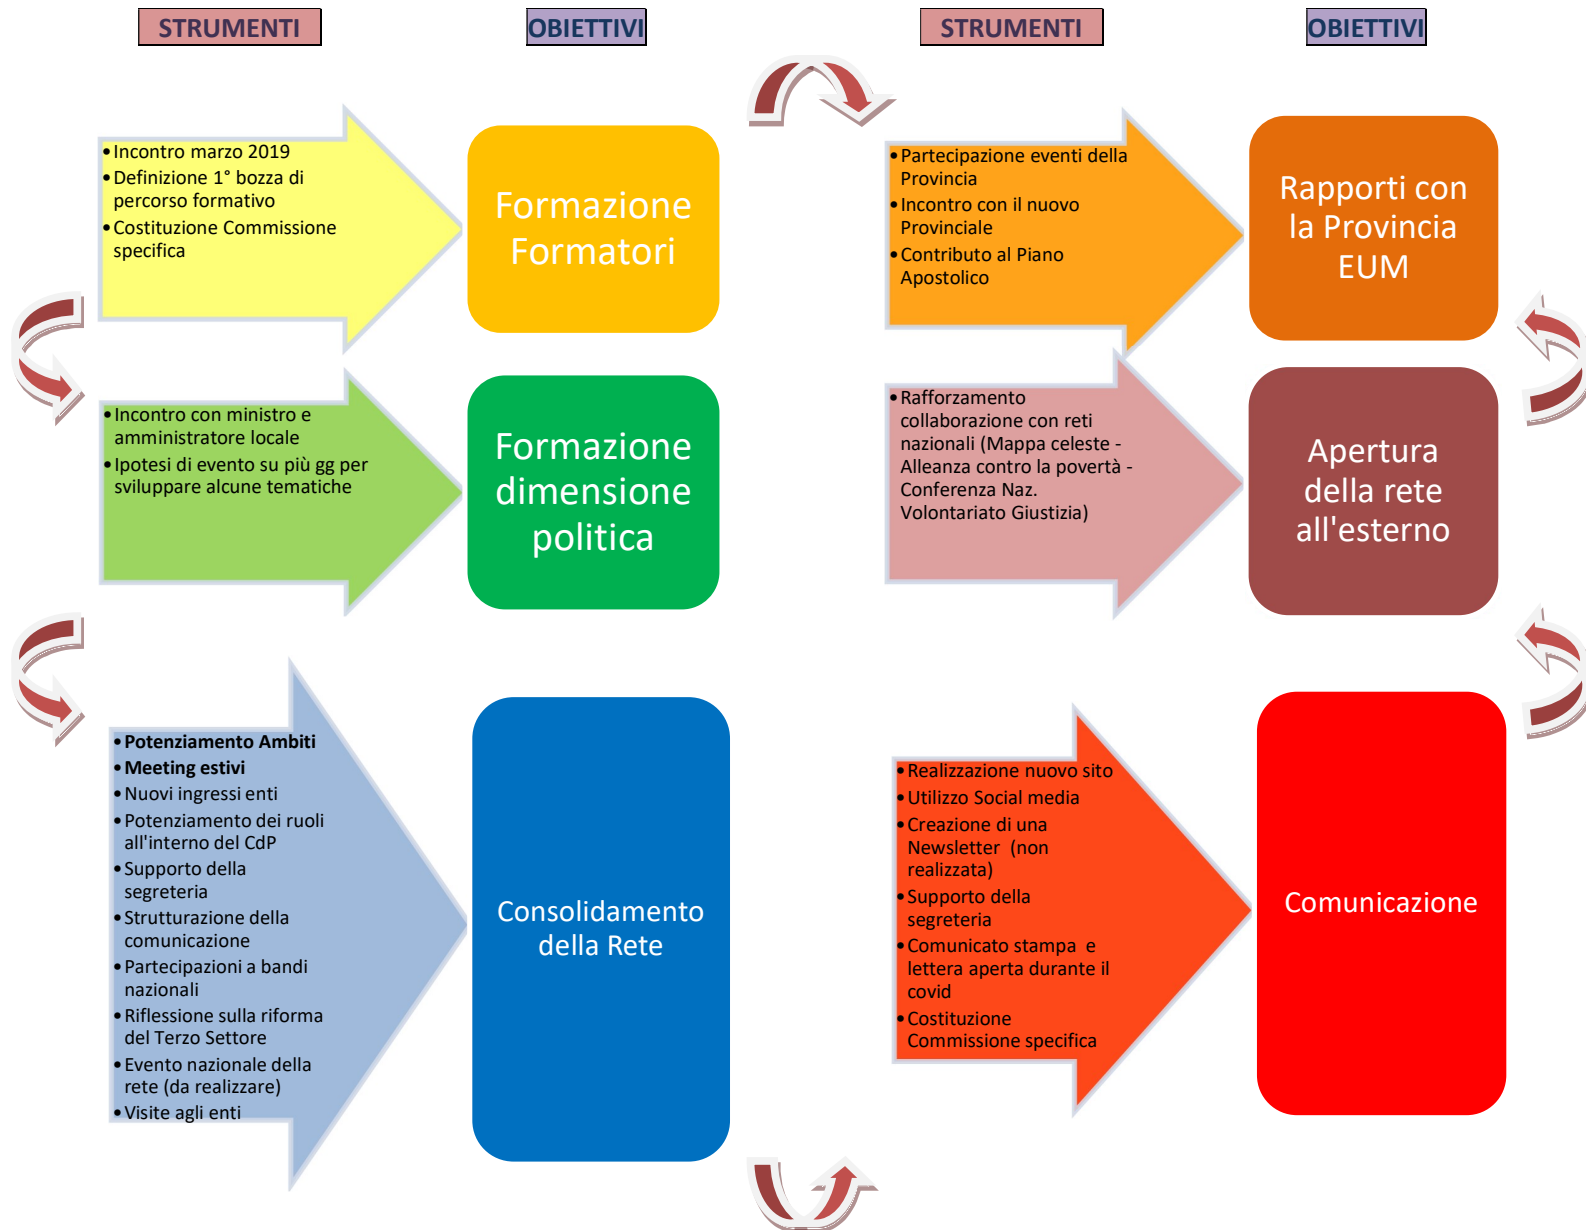 STRUMENTI
OBIETTIVI
• Incontro marzo 2019
• Definizione 1° bozza di
percorso formativo
• Costituzione Commissione
specifica
Formazione
Formatori
• Incontro con ministro e
amministratore locale
• Ipotesi di evento su più gg per
sviluppare alcune tematiche
Formazione
dimensione
politica
• Potenziamento Ambiti
• Meeting estivi
• Nuovi ingressi enti
• Potenziamento dei ruoli
all'interno del CdP
• Supporto della
segreteria
• Strutturazione della
comunicazione
• Partecipazioni a bandi
nazionali
• Riflessione sulla riforma
del Terzo Settore
• Evento nazionale della
rete (da realizzare)
• Visite agli enti
Consolidamento
della Rete
STRUMENTI
OBIETTIVI
• Partecipazione eventi della
Provincia
• Incontro con il nuovo
Provinciale
• Contributo al Piano
Apostolico
Rapporti con
la Provincia
EUM
• Rafforzamento
collaborazione con reti
nazionali (Mappa celeste -
Alleanza contro la povertà -
Conferenza Naz.
Volontariato Giustizia)
Apertura
della rete
all'esterno
• Realizzazione nuovo sito
• Utilizzo Social media
• Creazione di una
Newsletter (non
realizzata)
• Supporto della
segreteria
• Comunicato stampa e
lettera aperta durante il
covid
• Costituzione
Commissione specifica
Comunicazione